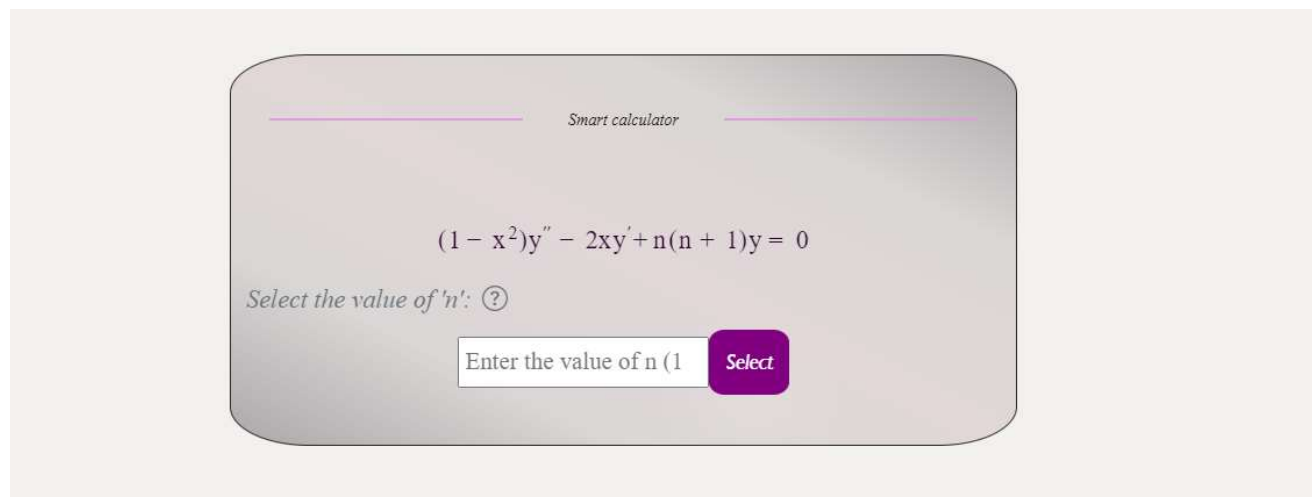 Smart calculator
(1 − x²)y″ − 2xy′ + n(n + 1)y = 0
Select the value of 'n': ?
Enter the value of n (1
Select